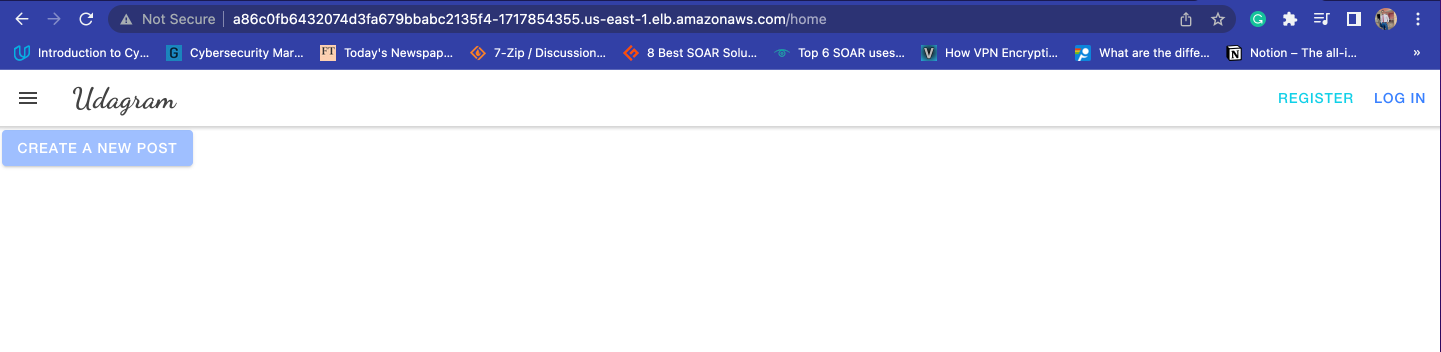 Not Secure a86c0fb6432074d3fa679bbabc2135f4-1717854355.us-east-1.elb.amazonaws.com/home
Introduction to Cy... G Cybersecurity Mar... FT Today's Newspap... 7-Zip / Discussion... 8 Best SOAR Solu... Top 6 SOAR uses... V How VPN Encrypti... What are the diffe... Notion – The all-i... »
Udagram REGISTER LOG IN
CREATE A NEW POST